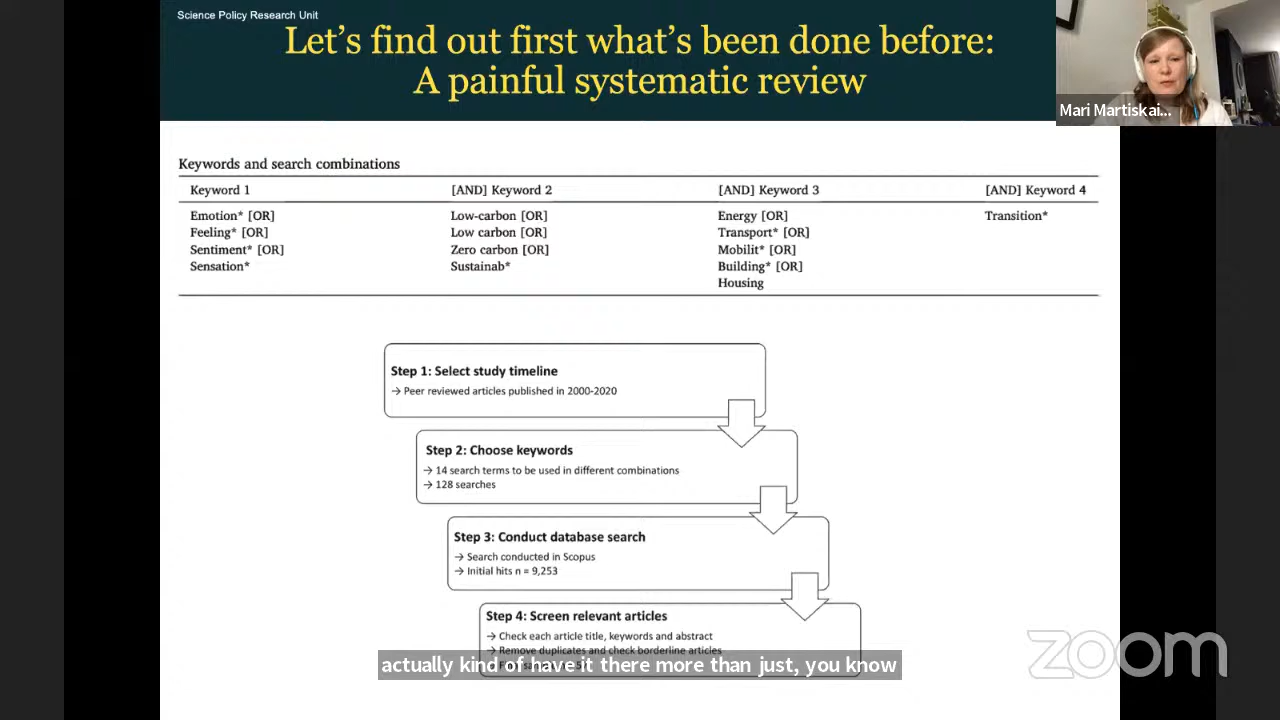 Science Policy Research Unit
Let's find out first what's been done before:
A painful systematic review
Mari Martiskai...
Keywords and search combinations
Keyword 1 [AND] Keyword 2 [AND] Keyword 3 [AND] Keyword 4
Emotion* [OR] Low-carbon [OR] Energy [OR] Transition*
Feeling* [OR] Low carbon [OR] Transport* [OR]
Sentiment* [OR] Zero carbon [OR] Mobilit* [OR]
Sensation* Sustainab* Building* [OR]
Housing
Step 1: Select study timeline
→ Peer reviewed articles published in 2000-2020
Step 2: Choose keywords
→ 14 search terms to be used in different combinations
→ 128 searches
Step 3: Conduct database search
→ Search conducted in Scopus
→ Initial hits n = 9,253
Step 4: Screen relevant articles
→ Check each article title, keywords and abstract
→ Remove duplicates and check borderline articles
actually kind of have it there more than just, you know
zoom